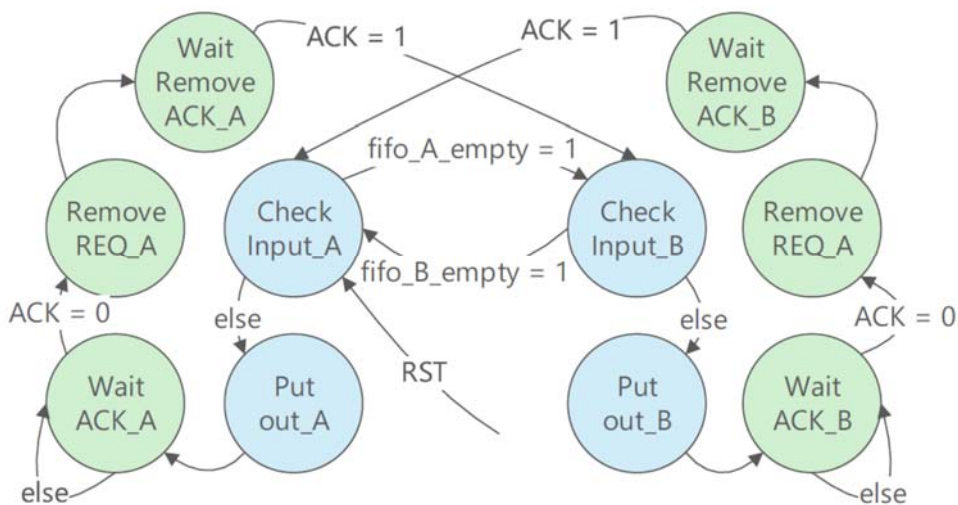 Wait
Remove
ACK_A
ACK = 1
ACK = 1
Wait
Remove
ACK_B
fifo_A_empty = 1
Remove
REQ_A
Check
Input_A
Check
Input_B
Remove
REQ_A
fifo_B_empty = 1
ACK = 0
else
else
ACK = 0
RST
Wait
ACK_A
Put
out_A
Put
out_B
Wait
ACK_B
else
else